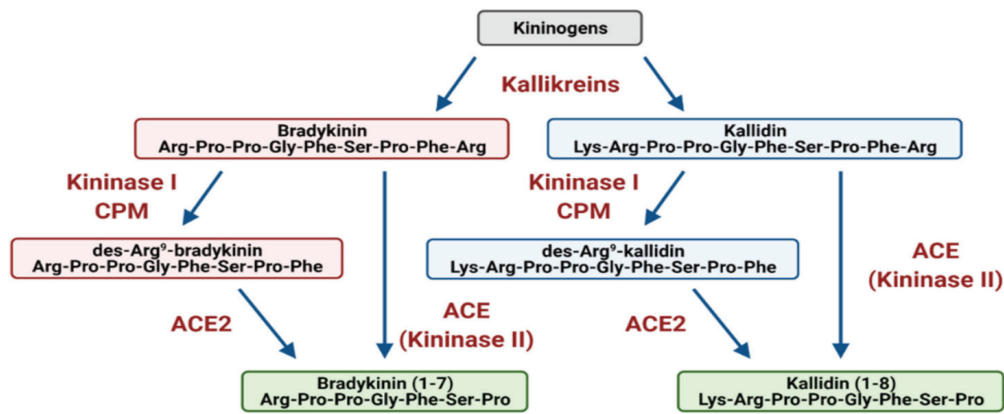 Kininogens
Kallikreins
Bradykinin
Arg-Pro-Pro-Gly-Phe-Ser-Pro-Phe-Arg
Kallidin
Lys-Arg-Pro-Pro-Gly-Phe-Ser-Pro-Phe-Arg
Kininase I
CPM
Kininase I
CPM
des-Arg⁹-bradykinin
Arg-Pro-Pro-Gly-Phe-Ser-Pro-Phe
des-Arg⁹-kallidin
Lys-Arg-Pro-Pro-Gly-Phe-Ser-Pro-Phe
ACE
(Kininase II)
ACE2
ACE
(Kininase II)
ACE2
Bradykinin (1-7)
Arg-Pro-Pro-Gly-Phe-Ser-Pro
Kallidin (1-8)
Lys-Arg-Pro-Pro-Gly-Phe-Ser-Pro